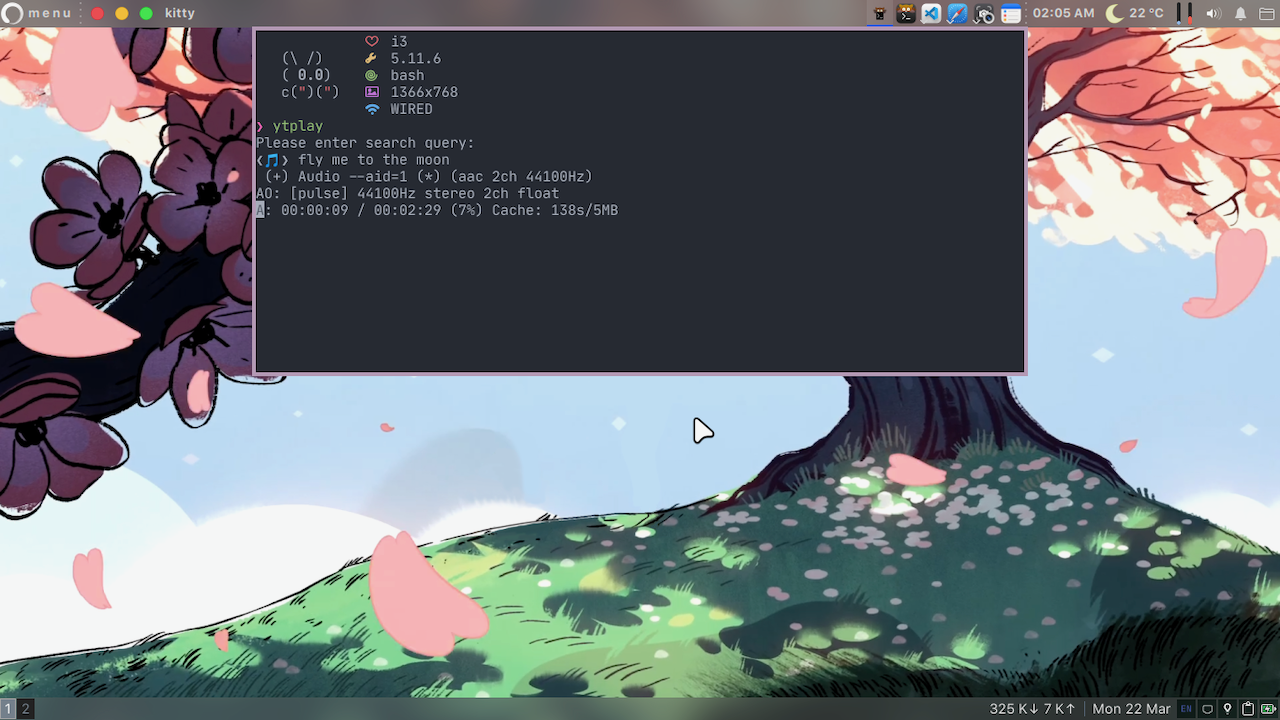 menu
kitty
02:05 AM
22 °C
i3
(\ /)
5.11.6
( 0.0)
bash
c(")(")
1366x768
WIRED
❯ ytplay
Please enter search query:
❮🎵❯ fly me to the moon
(+) Audio --aid=1 (*) (aac 2ch 44100Hz)
AO: [pulse] 44100Hz stereo 2ch float
A: 00:00:09 / 00:02:29 (7%) Cache: 138s/5MB
1 2
325 K↓ 7 K↑
Mon 22 Mar
EN